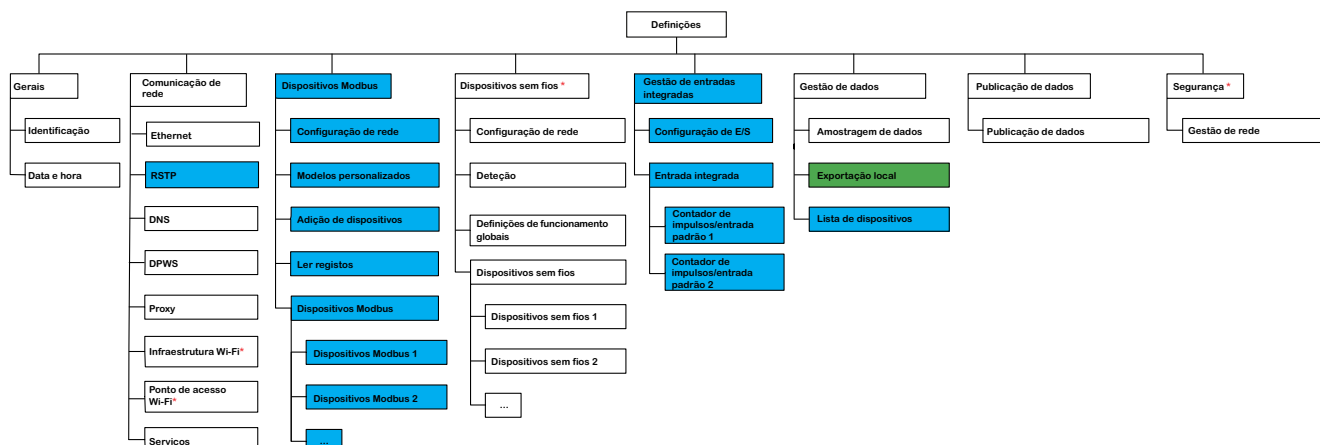 Definições
Gerais
Identificação
Data e hora
Comunicação de
rede
Ethernet
RSTP
DNS
DPWS
Proxy
Infraestrutura Wi-Fi*
Ponto de acesso
Wi-Fi*
Serviços
Dispositivos Modbus
Configuração de rede
Modelos personalizados
Adição de dispositivos
Ler registos
Dispositivos Modbus
Dispositivos Modbus 1
Dispositivos Modbus 2
...
Dispositivos sem fios *
Configuração de rede
Deteção
Definições de funcionamento
globais
Dispositivos sem fios
Dispositivos sem fios 1
Dispositivos sem fios 2
...
Gestão de entradas
integradas
Configuração de E/S
Entrada integrada
Contador de
impulsos/entrada
padrão 1
Contador de
impulsos/entrada
padrão 2
Gestão de dados
Amostragem de dados
Exportação local
Lista de dispositivos
Publicação de dados
Publicação de dados
Segurança *
Gestão de rede